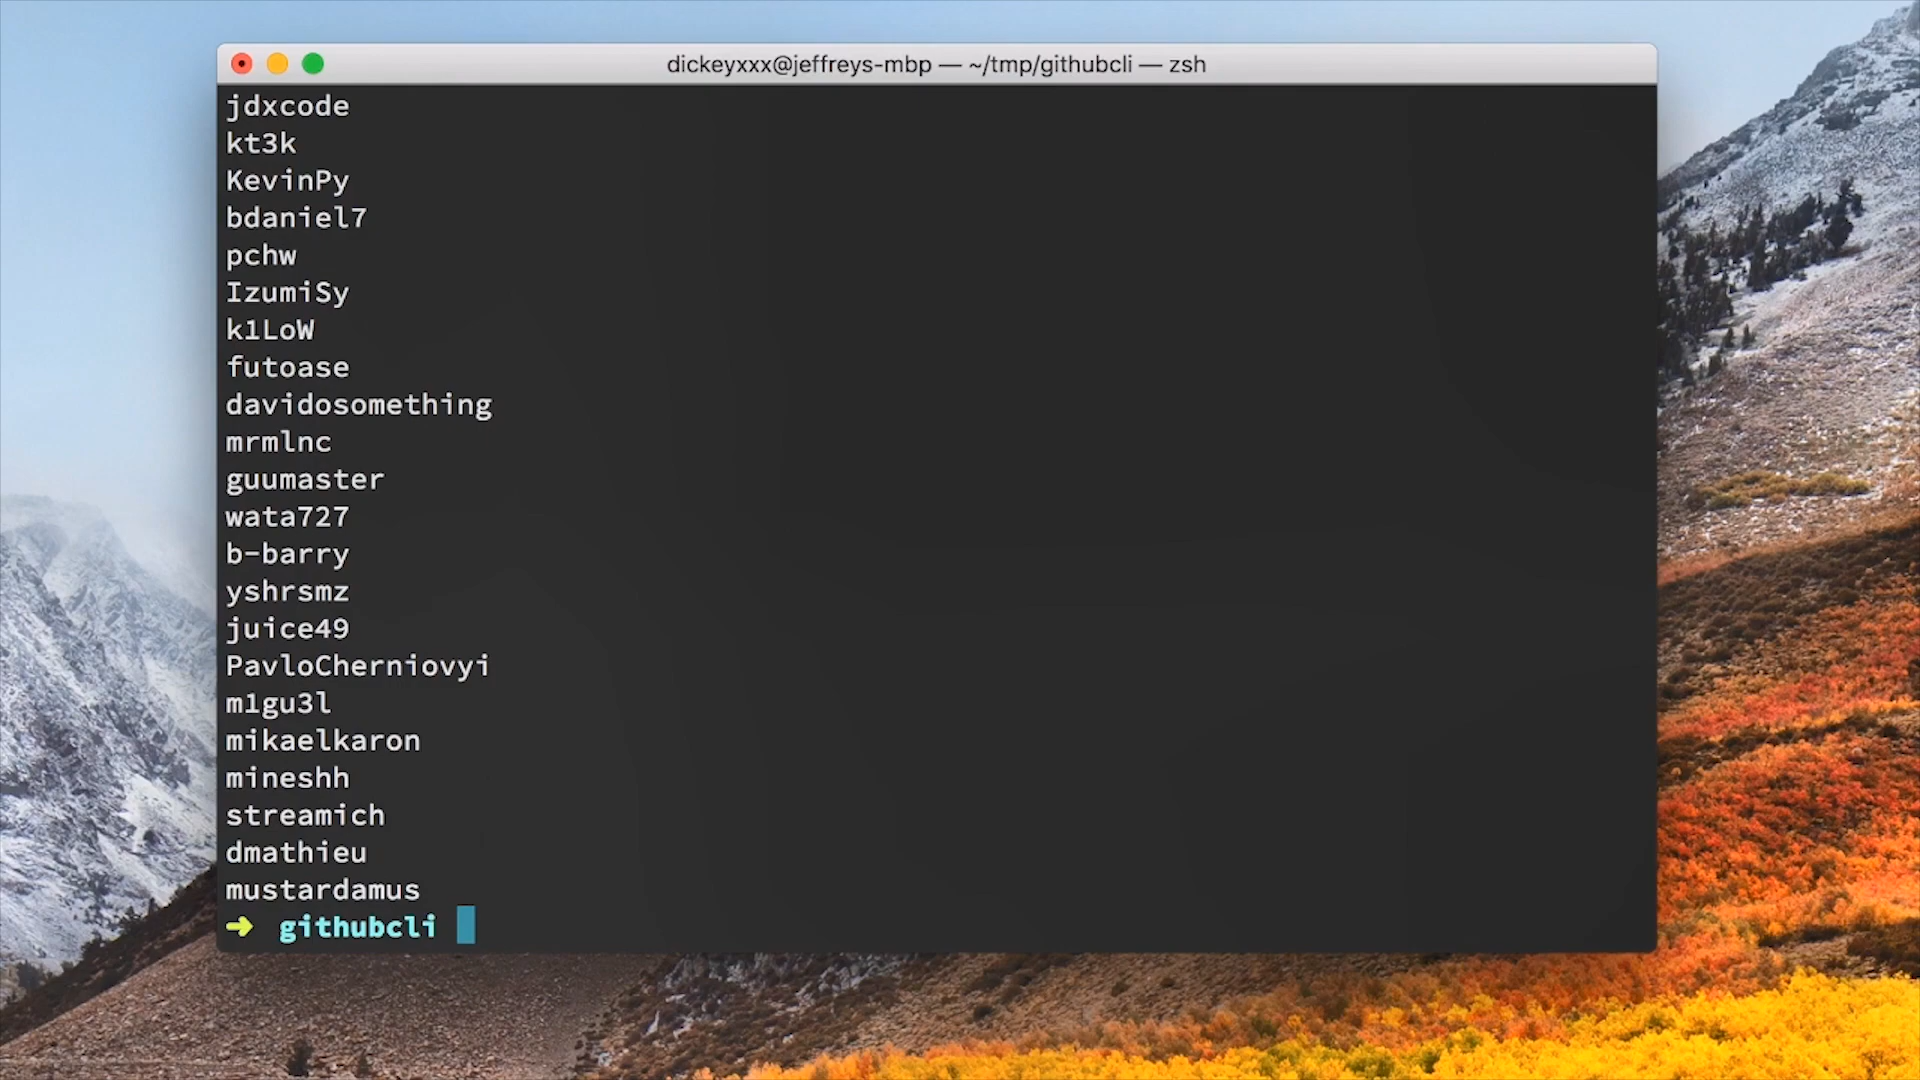 dickeyxxx@jeffreys-mbp — ~/tmp/githubcli — zsh
jdxcode
kt3k
KevinPy
bdaniel7
pchw
IzumiSy
k1LoW
futoase
davidosomething
mrmlnc
guumaster
wata727
b-barry
yshrsmz
juice49
PavloCherniovyi
m1gu3l
mikaelkaron
mineshh
streamich
dmathieu
mustardamus
➜ githubcli